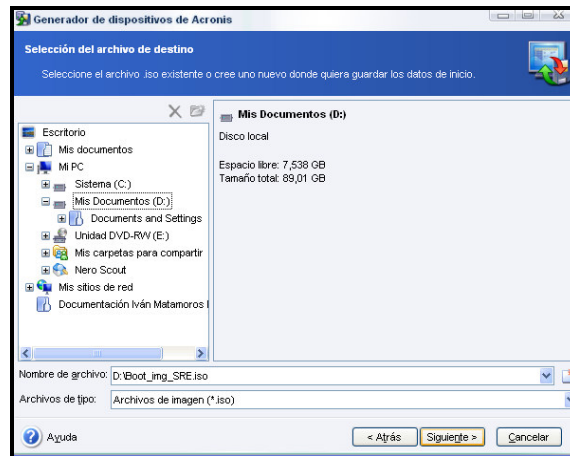 Generador de dispositivos de Acronis
Selección del archivo de destino
Seleccione el archivo .iso existente o cree uno nuevo donde quiera guardar los datos de inicio.
Escritorio
Mis documentos
Mi PC
Sistema (C:)
Mis Documentos (D:)
Documents and Settings
Unidad DVD-RW (E:)
Mis carpetas para compartir
Nero Scout
Mis sitios de red
Documentación Iván Matamoros
Mis Documentos (D:)
Disco local
Espacio libre: 7,538 GB
Tamaño total: 89,01 GB
Nombre de archivo: D:\Boot_img_SRE.iso
Archivos de tipo: Archivos de imagen (*.iso)
Ayuda
< Atrás
Siguiente >
Cancelar